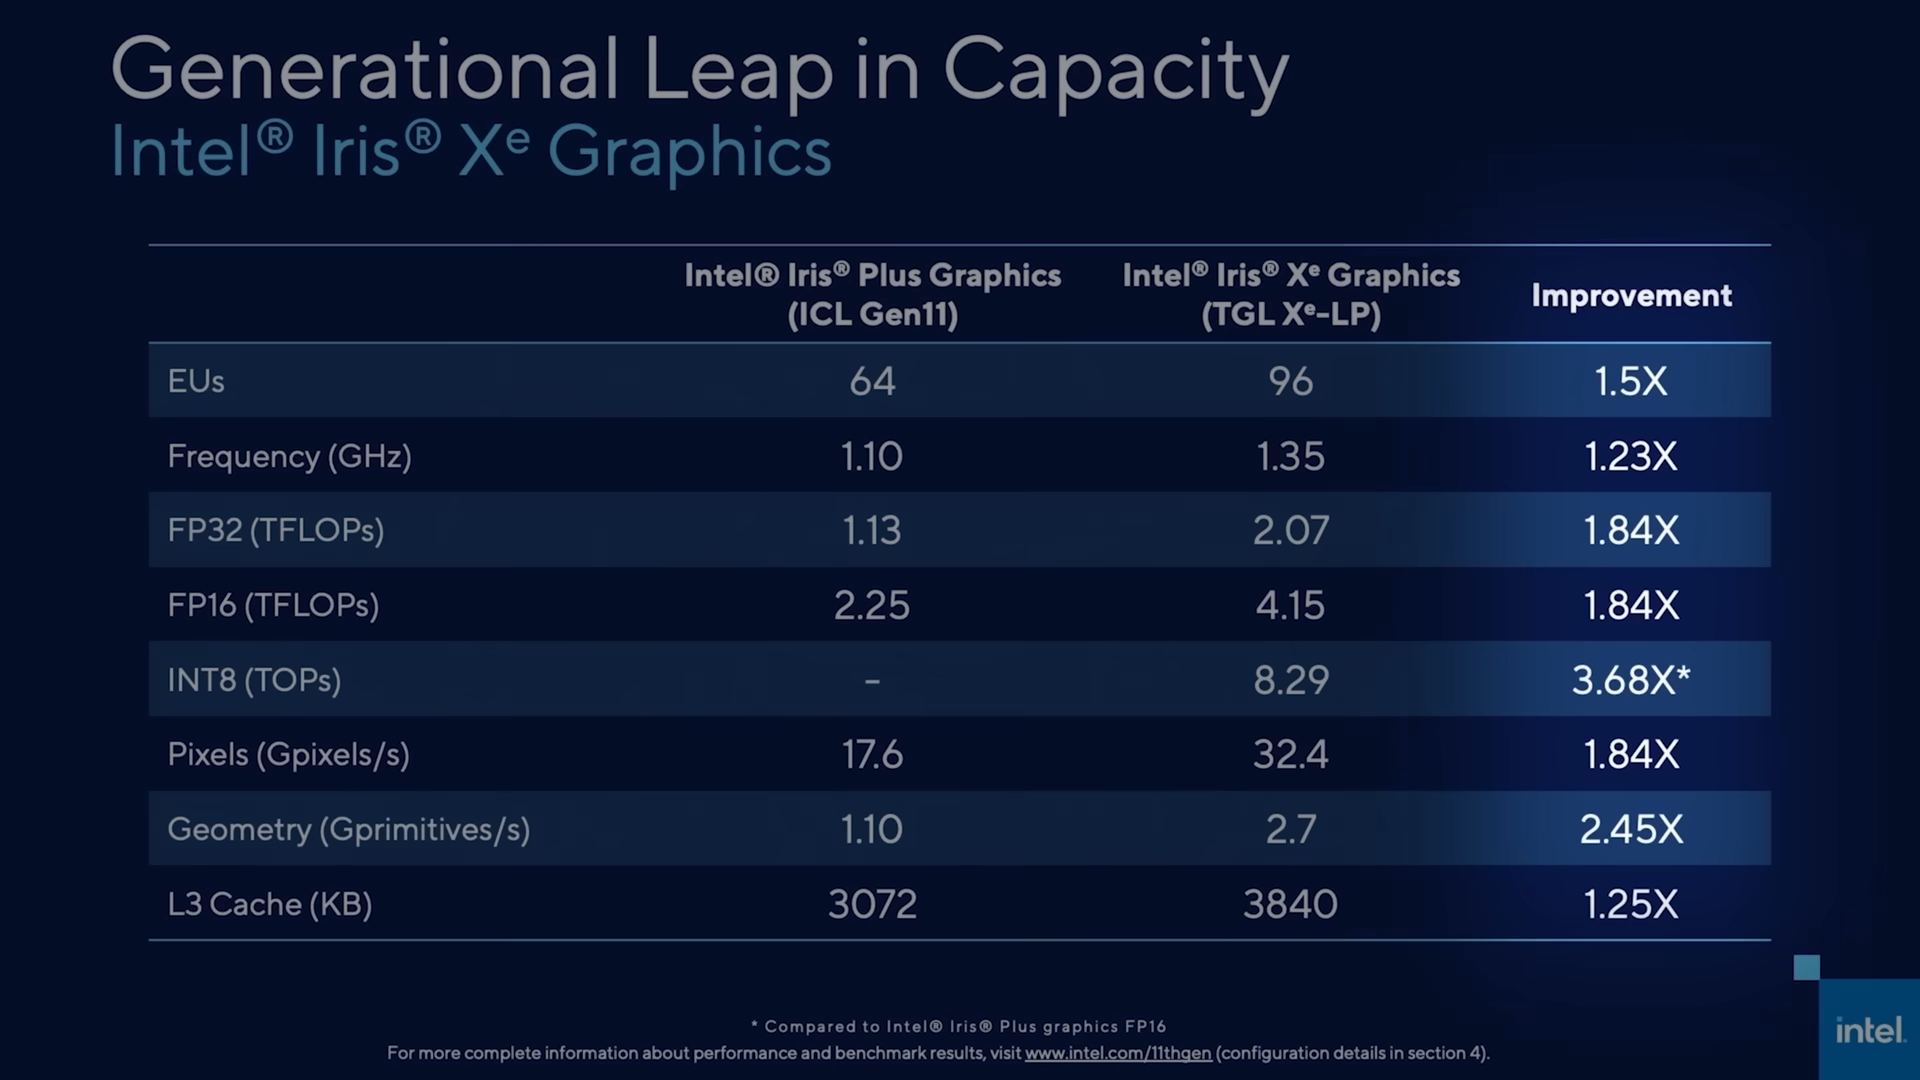 Generational Leap in Capacity
Intel® Iris® Xᵉ Graphics
Intel® Iris® Plus Graphics (ICL Gen11) Intel® Iris® Xᵉ Graphics (TGL Xᵉ-LP) Improvement
EUs 64 96 1.5X
Frequency (GHz) 1.10 1.35 1.23X
FP32 (TFLOPs) 1.13 2.07 1.84X
FP16 (TFLOPs) 2.25 4.15 1.84X
INT8 (TOPs) - 8.29 3.68X*
Pixels (Gpixels/s) 17.6 32.4 1.84X
Geometry (Gprimitives/s) 1.10 2.7 2.45X
L3 Cache (KB) 3072 3840 1.25X
* Compared to Intel® Iris® Plus graphics FP16
For more complete information about performance and benchmark results, visit www.intel.com/11thgen (configuration details in section 4).
intel.